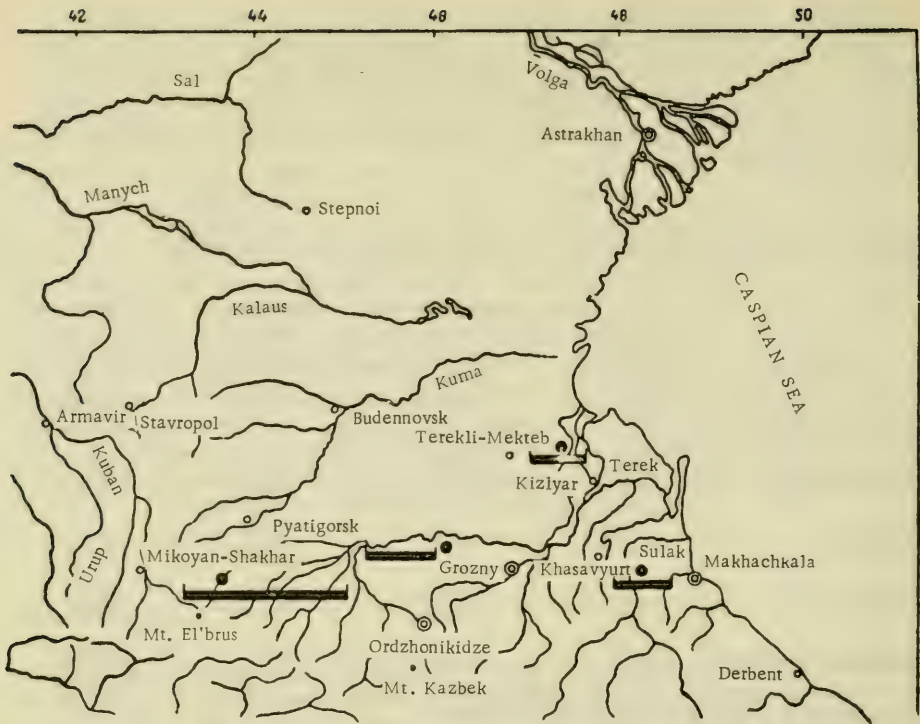 42 44 48 48 50
Volga
Sal
Astrakhan
Manych
Stepnoi
Kalaus
CASPIAN SEA
Kuma
Armavir
Stavropol
Budennovsk
Terekli-Mekteb
Kuban
Terek
Kizlyar
Pyatigorsk
Urup
Mikoyan-Shakhar
Grozny
Khasavyurt
Sulak
Makhachkala
Mt. El'brus
Ordzhonikidze
Mt. Kazbek
Derbent